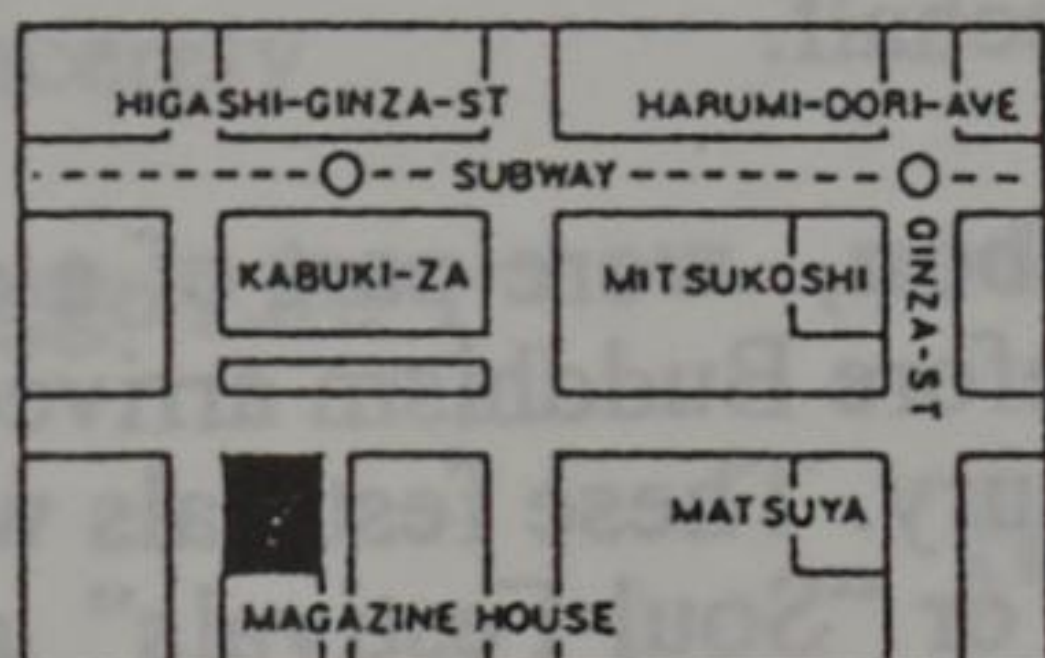 HIGASHI-GINZA-ST HARUMI-DORI-AVE
SUBWAY
GINZA-ST
KABUKI-ZA MITSUKOSHI
MATSUYA
MAGAZINE HOUSE